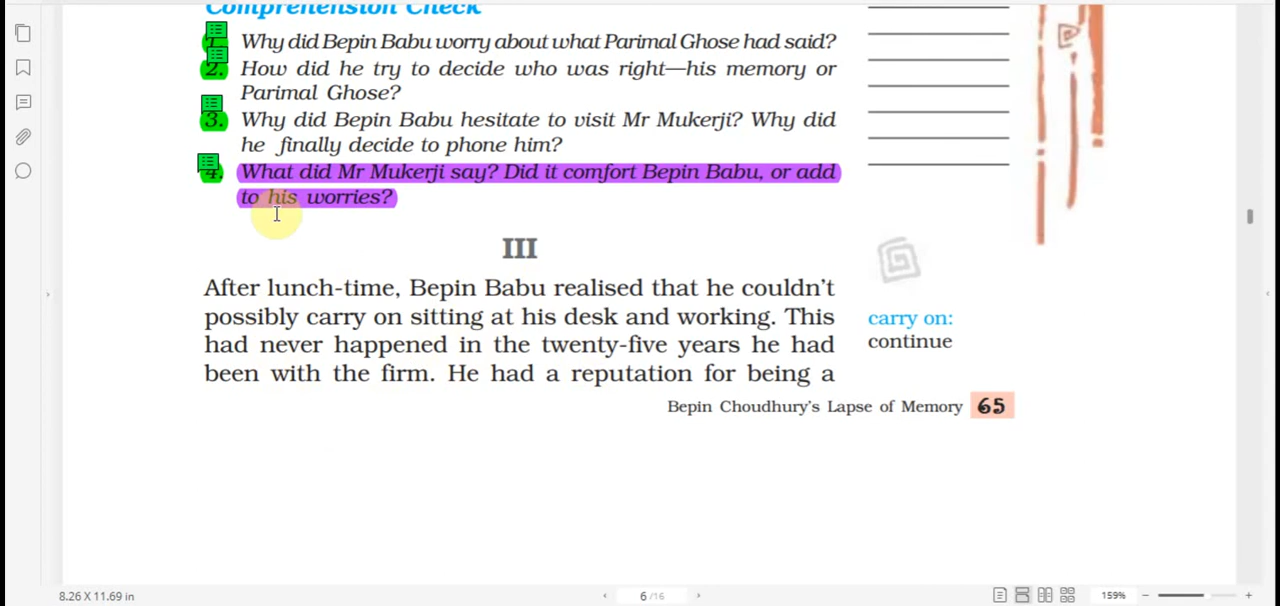 Comprehension Check
1. Why did Bepin Babu worry about what Parimal Ghose had said?
2. How did he try to decide who was right—his memory or
Parimal Ghose?
3. Why did Bepin Babu hesitate to visit Mr Mukerji? Why did
he finally decide to phone him?
4. What did Mr Mukerji say? Did it comfort Bepin Babu, or add
to his worries?
III
After lunch-time, Bepin Babu realised that he couldn't
possibly carry on sitting at his desk and working. This
had never happened in the twenty-five years he had
been with the firm. He had a reputation for being a
carry on:
continue
Bepin Choudhury's Lapse of Memory 65
8.26 X 11.69 in
6 /16
159%